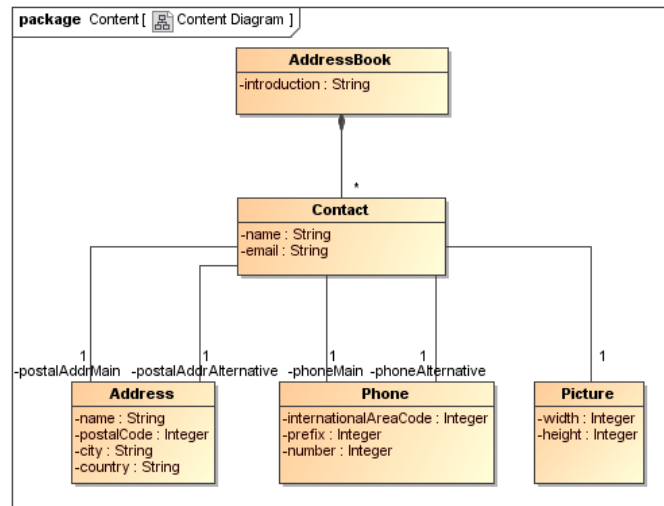 package Content [ Content Diagram ]
AddressBook
-introduction : String
*
Contact
-name : String
-email : String
1 1 1 1 1
-postalAddrMain -postalAddrAlternative -phoneMain -phoneAlternative
Address
-name : String
-postalCode : Integer
-city : String
-country : String
Phone
-internationalAreaCode : Integer
-prefix : Integer
-number : Integer
Picture
-width : Integer
-height : Integer